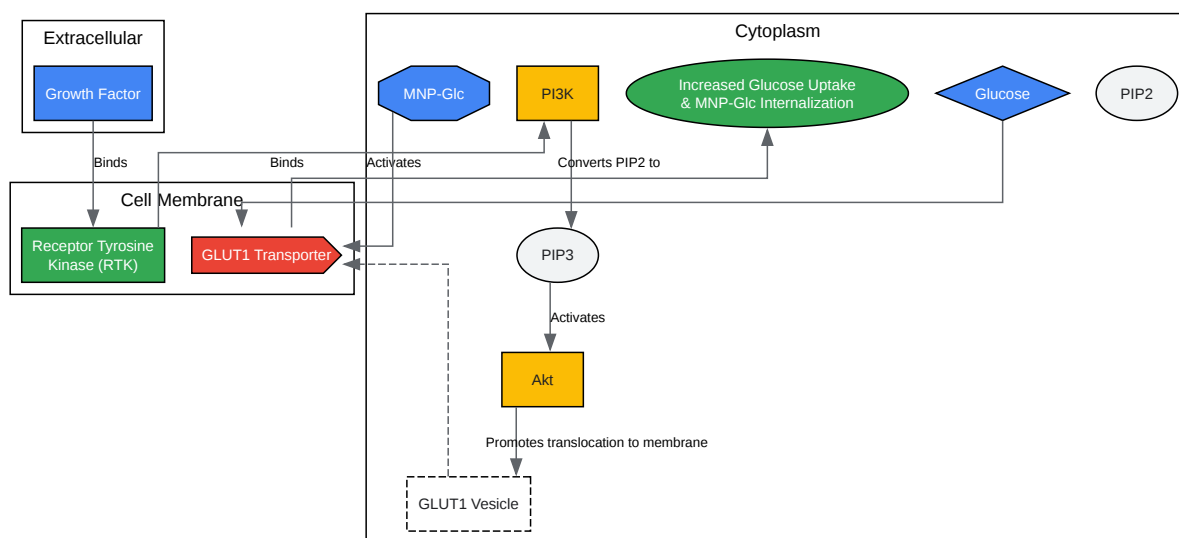 Extracellular
Cytoplasm
Growth Factor
MNP-Glc
PI3K
Increased Glucose Uptake
& MNP-Glc Internalization
Glucose
PIP2
Binds
Binds
Activates
Converts PIP2 to
Cell Membrane
Receptor Tyrosine
Kinase (RTK)
GLUT1 Transporter
PIP3
Activates
Akt
Promotes translocation to membrane
GLUT1 Vesicle